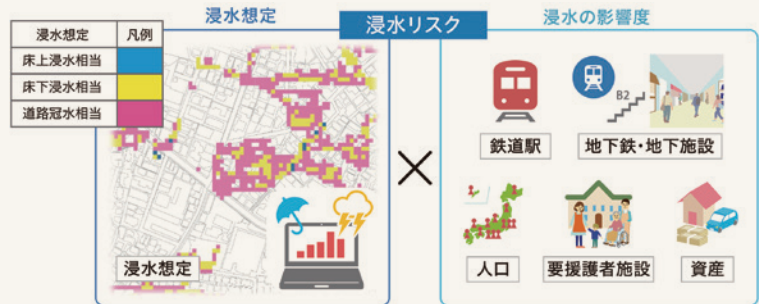 浸水想定
浸水リスク
浸水の影響度
浸水想定 凡例
床上浸水相当
床下浸水相当
道路冠水相当
浸水想定
×
B2
鉄道駅
地下鉄・地下施設
人口
要援護者施設
資産